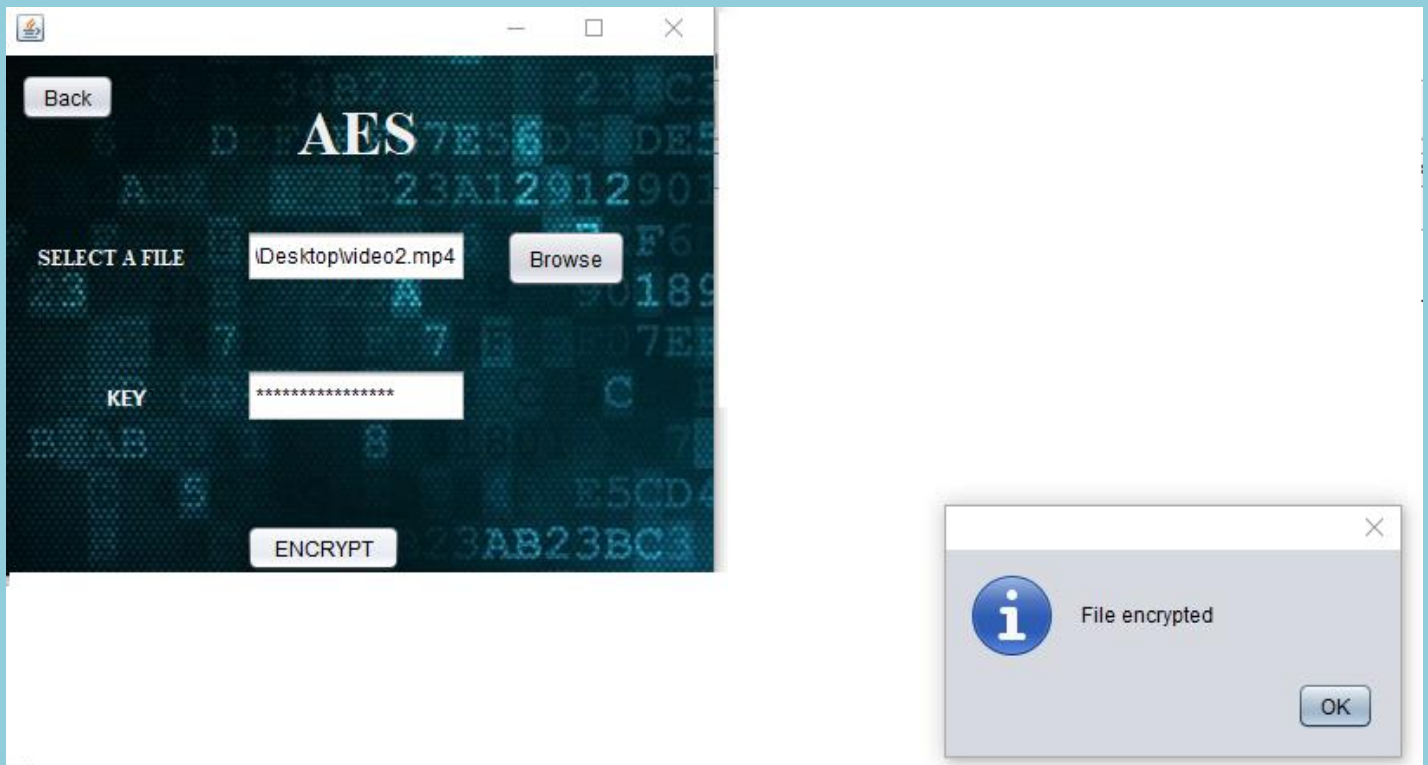 Back
AES
SELECT A FILE
\Desktop\video2.mp4
Browse
KEY
****************
ENCRYPT
File encrypted
OK